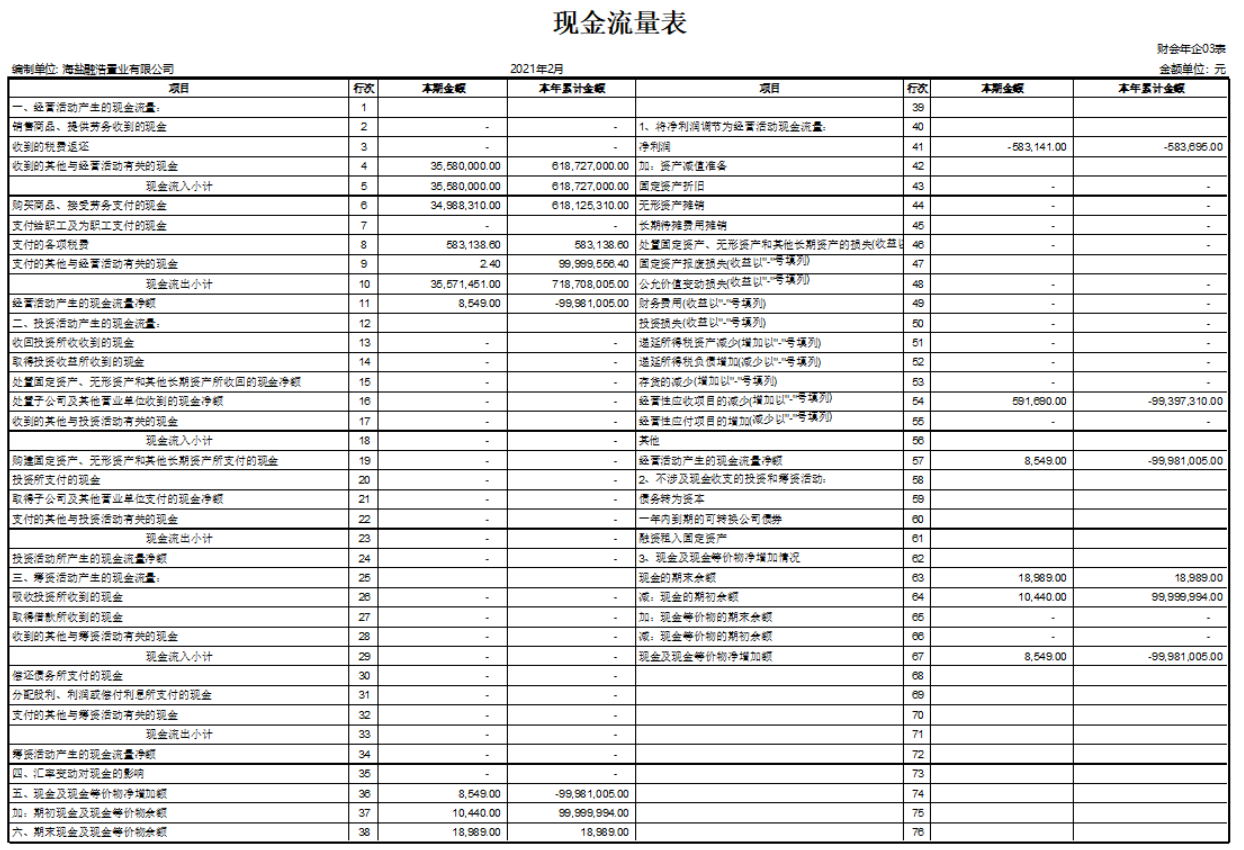 现金流量表
财会年企03表
编制单位: 海盐融浩置业有限公司 2021年2月 金额单位：元
项目 行次 本期金额 本年累计金额 项目 行次 本期金额 本年累计金额
一、经营活动产生的现金流量： 1 39
销售商品、提供劳务收到的现金 2 - - 1、将净利润调节为经营活动现金流量： 40
收到的税费返还 3 - - 净利润 41 -583,141.00 -583,695.00
收到的其他与经营活动有关的现金 4 35,580,000.00 618,727,000.00 加：资产减值准备 42
现金流入小计 5 35,580,000.00 618,727,000.00 固定资产折旧 43 - -
购买商品、接受劳务支付的现金 6 34,988,310.00 618,125,310.00 无形资产摊销 44 - -
支付给职工及为职工支付的现金 7 - - 长期待摊费用摊销 45 - -
支付的各项税费 8 583,138.60 583,138.60 处置固定资产、无形资产和其他长期资产的损失(收益以 46 - -
支付的其他与经营活动有关的现金 9 2.40 99,999,556.40 固定资产报废损失(收益以"-"号填列) 47
现金流出小计 10 35,571,451.00 718,708,005.00 公允价值变动损失(收益以"-"号填列) 48 - -
经营活动产生的现金流量净额 11 8,549.00 -99,981,005.00 财务费用(收益以"-"号填列) 49 - -
二、投资活动产生的现金流量： 12 投资损失(收益以"-"号填列) 50 - -
收回投资所收收到的现金 13 - - 递延所得税资产减少(增加以"-"号填列) 51 - -
取得投资收益所收到的现金 14 - - 递延所得税负债增加(减少以"-"号填列) 52 - -
处置固定资产、无形资产和其他长期资产所收回的现金净额 15 - - 存货的减少(增加以"-"号填列) 53 - -
处置子公司及其他营业单位收到的现金净额 16 - - 经营性应收项目的减少(增加以"-"号填列) 54 591,690.00 -99,397,310.00
收到的其他与投资活动有关的现金 17 - - 经营性应付项目的增加(减少以"-"号填列) 55 - -
现金流入小计 18 - - 其他 56
购建固定资产、无形资产和其他长期资产所支付的现金 19 - - 经营活动产生的现金流量净额 57 8,549.00 -99,981,005.00
投资所支付的现金 20 - - 2、不涉及现金收支的投资和筹资活动： 58
取得子公司及其他营业单位支付的现金净额 21 - - 债务转为资本 59
支付的其他与投资活动有关的现金 22 - - 一年内到期的可转换公司债券 60
现金流出小计 23 - - 融资租入固定资产 61
投资活动所产生的现金流量净额 24 - - 3、现金及现金等价物净增加情况 62
三、筹资活动产生的现金流量： 25 现金的期末余额 63 18,989.00 18,989.00
吸收投资所收到的现金 26 - - 减：现金的期初余额 64 10,440.00 99,999,994.00
取得借款所收到的现金 27 - - 加：现金等价物的期末余额 65 - -
收到的其他与筹资活动有关的现金 28 - - 减：现金等价物的期初余额 66 - -
现金流入小计 29 - - 现金及现金等价物净增加额 67 8,549.00 -99,981,005.00
偿还债务所支付的现金 30 - - 68
分配股利、利润或偿付利息所支付的现金 31 - - 69
支付的其他与筹资活动有关的现金 32 - - 70
现金流出小计 33 - - 71
筹资活动产生的现金流量净额 34 - - 72
四、汇率变动对现金的影响 35 - - 73
五、现金及现金等价物净增加额 36 8,549.00 -99,981,005.00 74
加：期初现金及现金等价物余额 37 10,440.00 99,999,994.00 75
六、期末现金及现金等价物余额 38 18,989.00 18,989.00 76